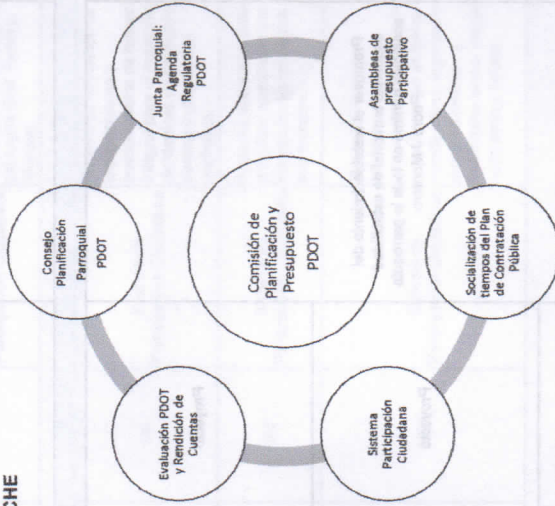 CHE
Consejo
Planificación
Parroquial
PDOT
Junta Parroquial:
Agenda
Regulatoria
PDOT
Asambleas de
presupuesto
Participativo
Socialización de
tiempos del Plan
de Contratación
Pública
Sistema
Participación
Ciudadana
Evaluación PDOT
y Rendición de
Cuentas
Comisión de
Planificación y
Presupuesto
PDOT